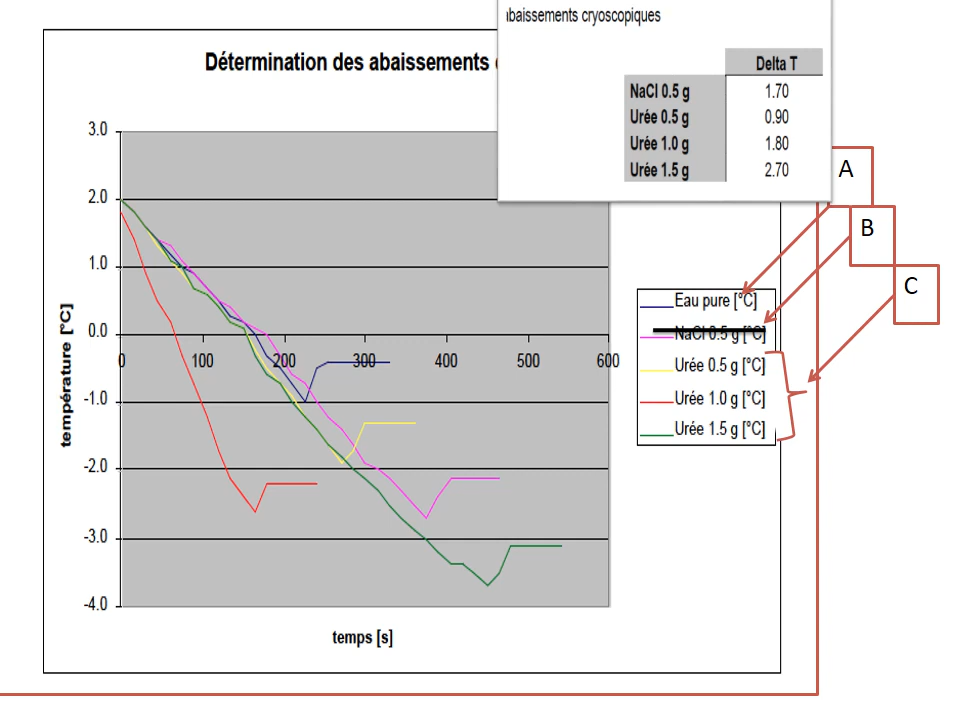 abaissements cryoscopiques
Détermination des abaissements
Delta T
NaCl 0.5 g 1.70
Urée 0.5 g 0.90
Urée 1.0 g 1.80
Urée 1.5 g 2.70
A
B
C
3.0
2.0
1.0
0.0
-1.0
-2.0
-3.0
-4.0
0 100 200 300 400 500 600
température [°C]
temps [s]
Eau pure [°C]
NaCl 0.5 g [°C]
Urée 0.5 g [°C]
Urée 1.0 g [°C]
Urée 1.5 g [°C]